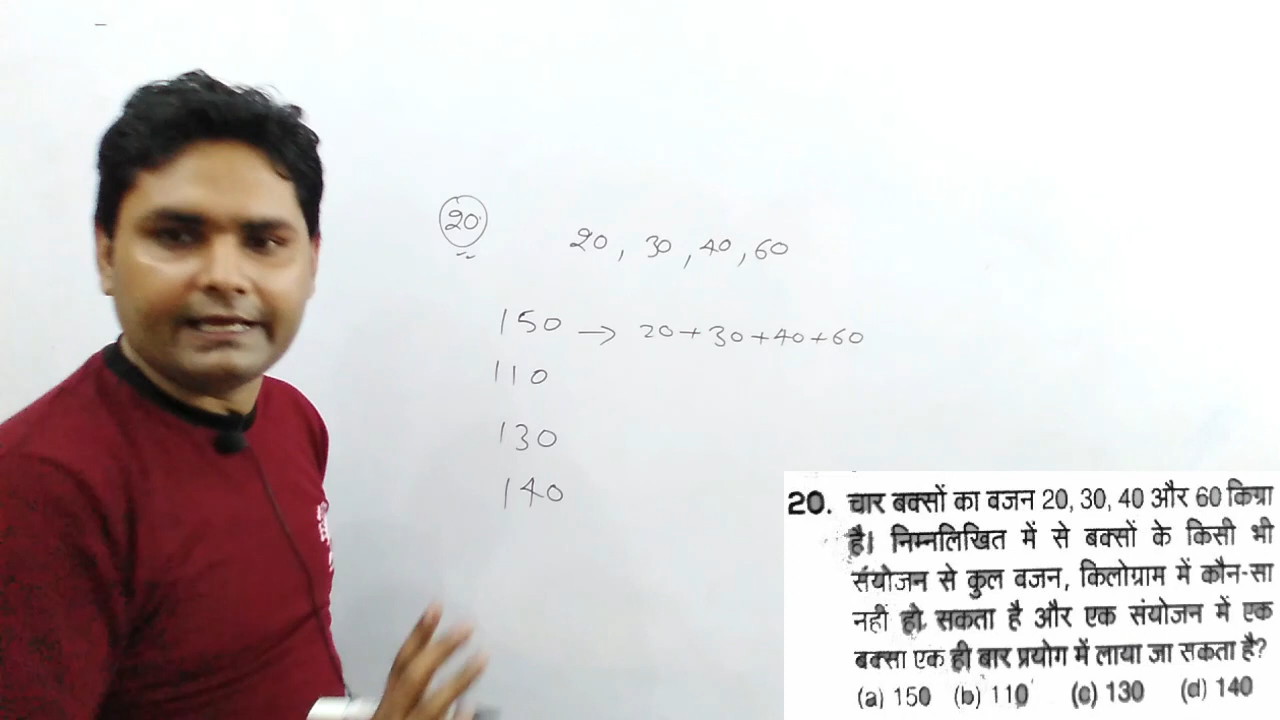 20
20, 30, 40, 60
150 → 20+30+40+60
110
130
140
20. चार बक्सों का वजन 20, 30, 40 और 60 किग्रा
है। निम्नलिखित में से बक्सों के किसी भी
संयोजन से कुल वजन, किलोग्राम में कौन-सा
नहीं हो सकता है और एक संयोजन में एक
बक्सा एक ही बार प्रयोग में लाया जा सकता है?
(a) 150 (b) 110 (c) 130 (d) 140